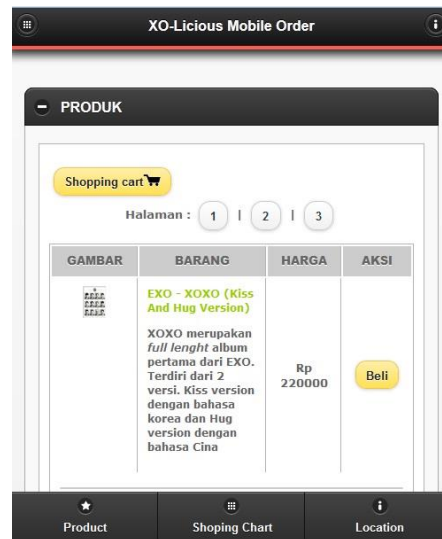 XO-Licious Mobile Order
PRODUK
Shopping cart
Halaman : 1 | 2 | 3
GAMBAR BARANG HARGA AKSI
EXO - XOXO (Kiss
And Hug Version)
XOXO merupakan
full lenght album
pertama dari EXO.
Terdiri dari 2
versi. Kiss version
dengan bahasa
korea dan Hug
version dengan
bahasa Cina
Rp
220000
Beli
Product Shoping Chart Location